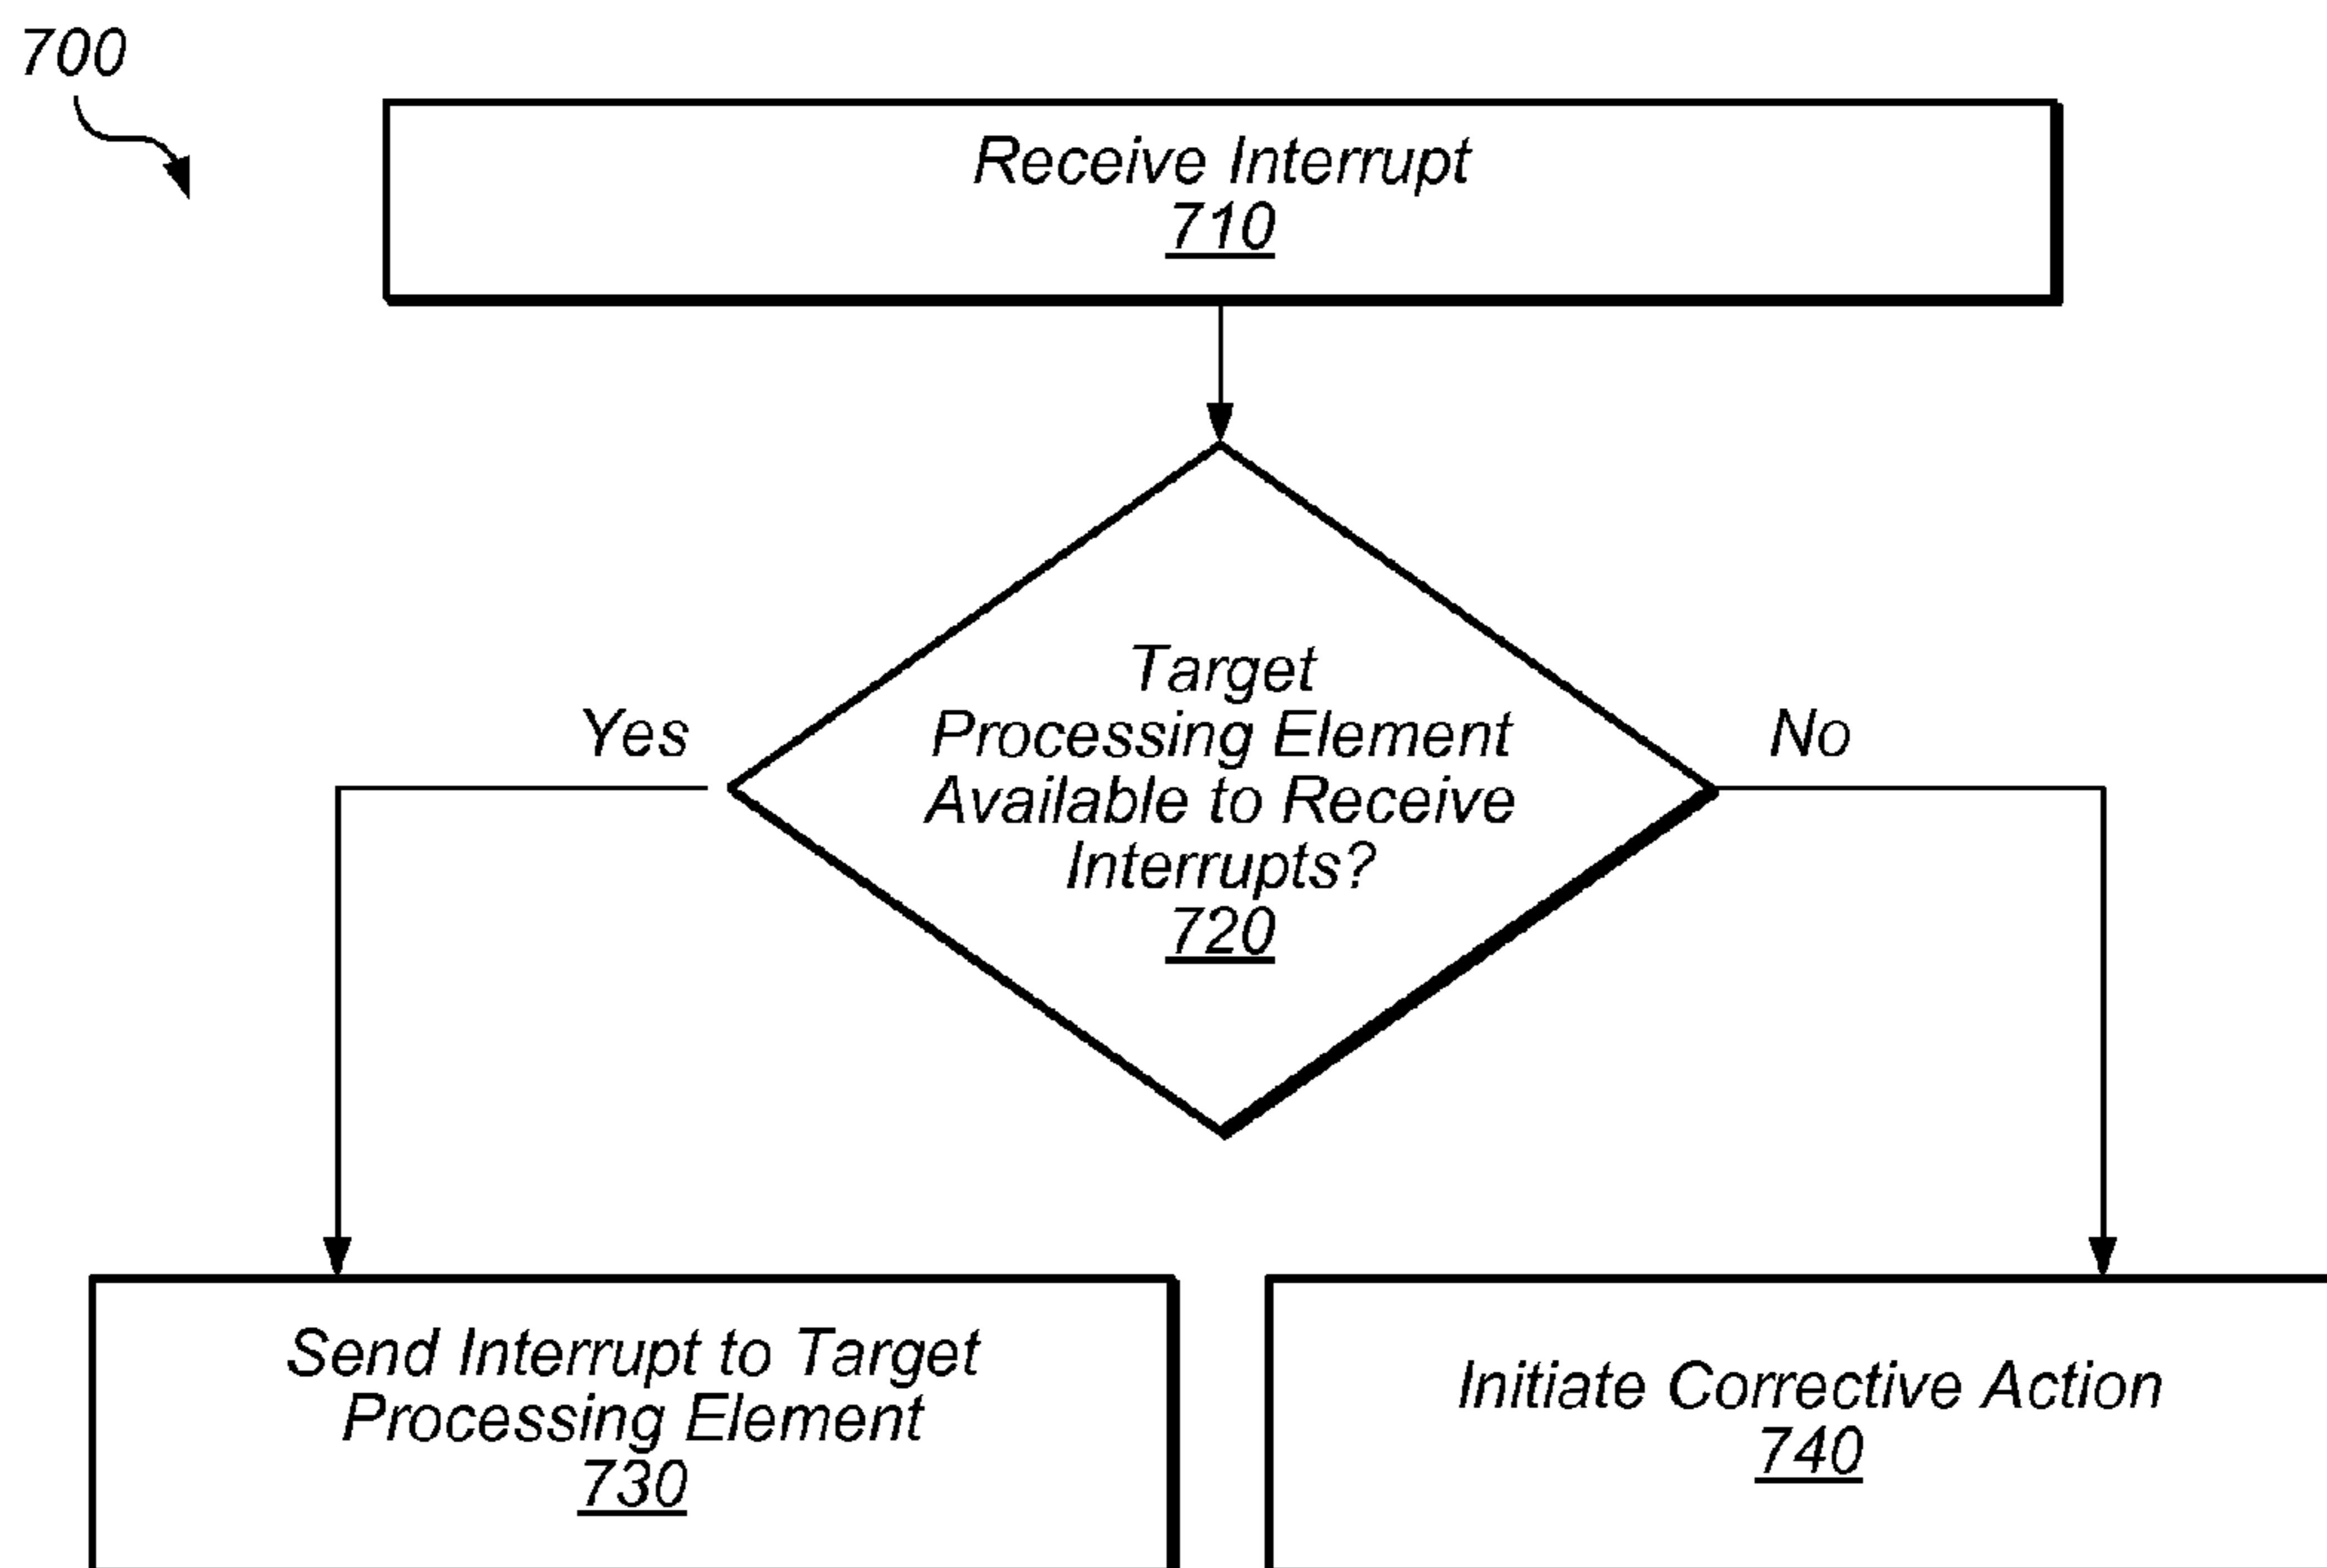 700
Receive Interrupt
710
Target
Processing Element
Available to Receive
Interrupts?
720
Yes
No
Send Interrupt to Target
Processing Element
730
Initiate Corrective Action
740